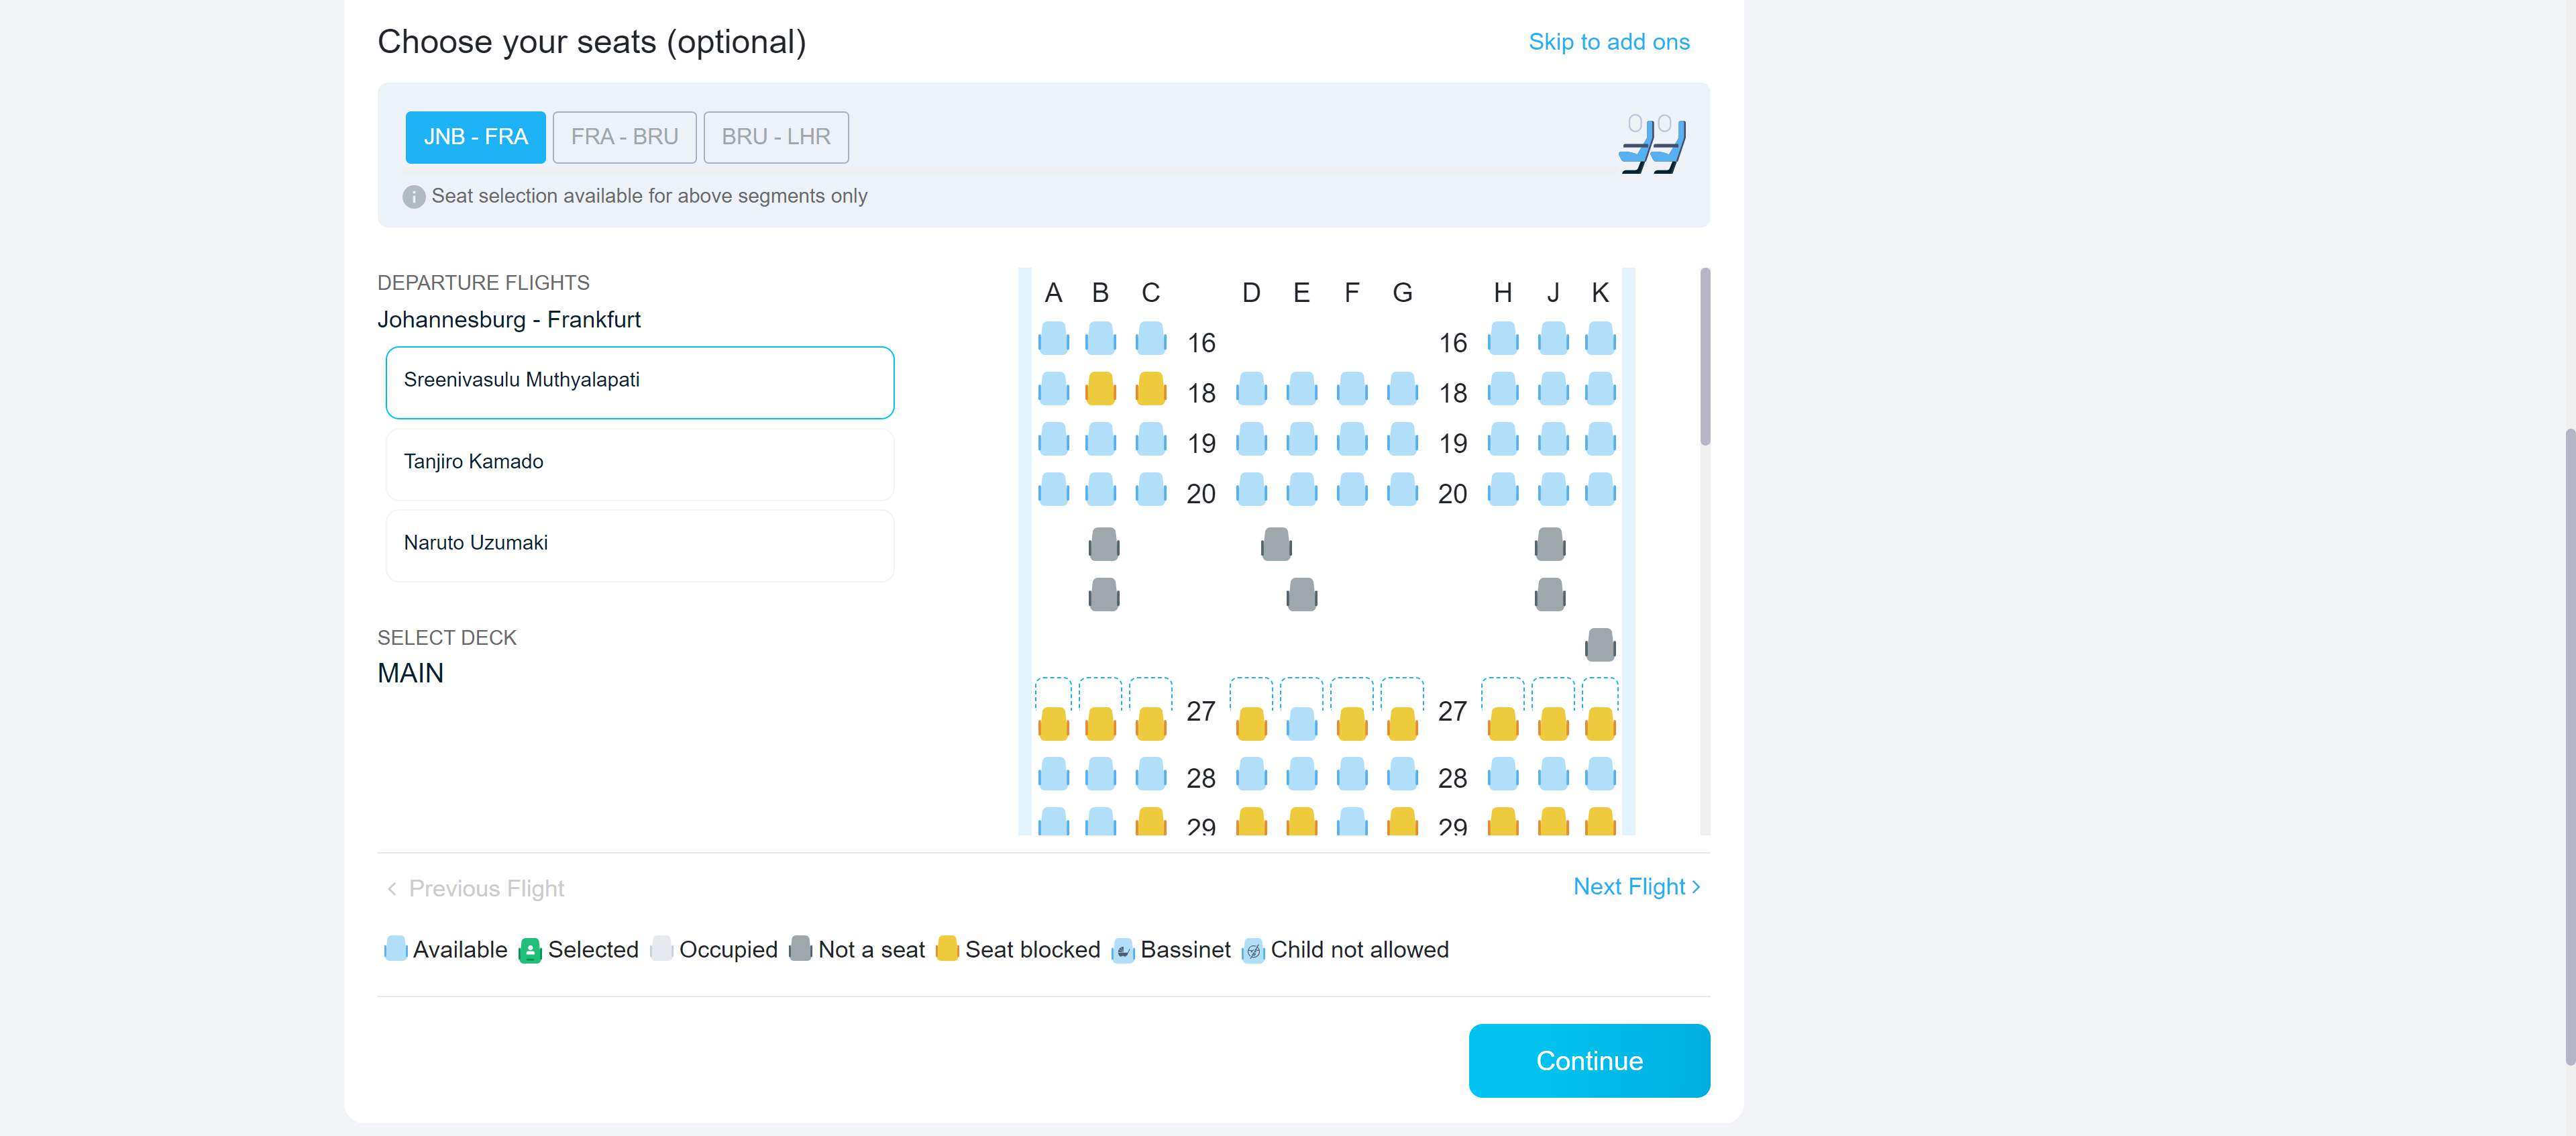 Choose your seats (optional)
Skip to add ons
JNB - FRA
FRA - BRU
BRU - LHR
Seat selection available for above segments only
DEPARTURE FLIGHTS
Johannesburg - Frankfurt
Sreenivasulu Muthyalapati
Tanjiro Kamado
Naruto Uzumaki
SELECT DECK
MAIN
A B C D E F G H J K
16 16
18 18
19 19
20 20
27 27
28 28
29 29
Previous Flight
Next Flight
Available Selected Occupied Not a seat Seat blocked Bassinet Child not allowed
Continue